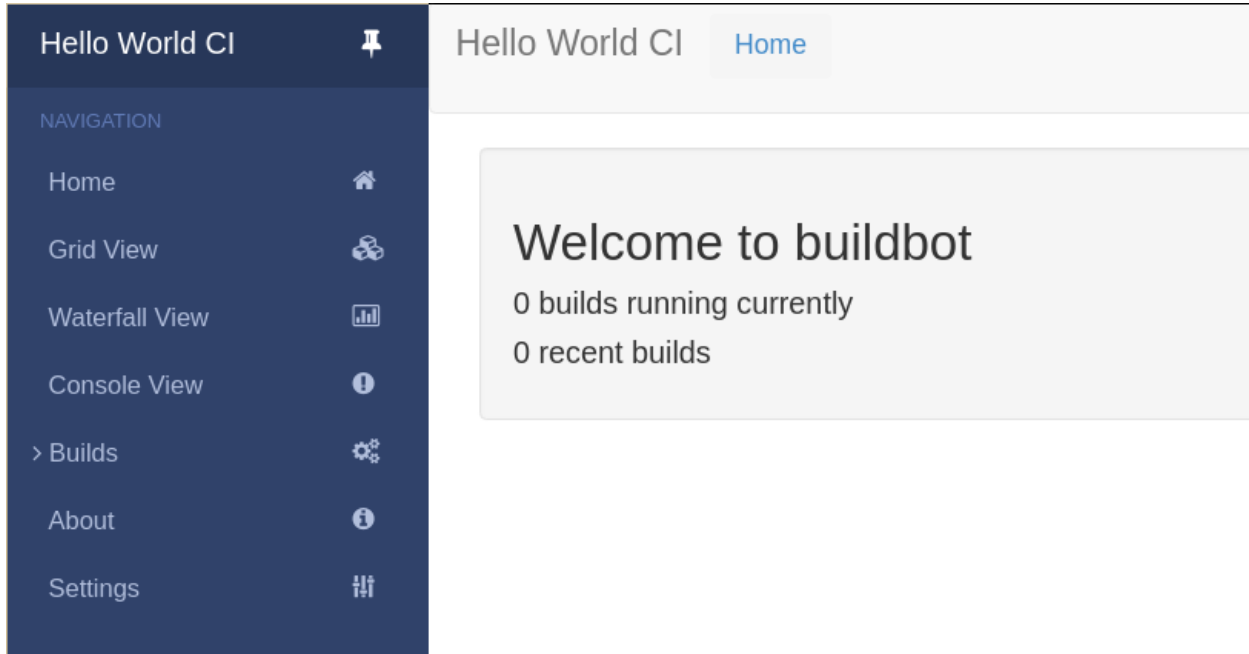 Hello World CI
NAVIGATION
Home
Grid View
Waterfall View
Console View
Builds
About
Settings
Hello World CI
Home
Welcome to buildbot
0 builds running currently
0 recent builds